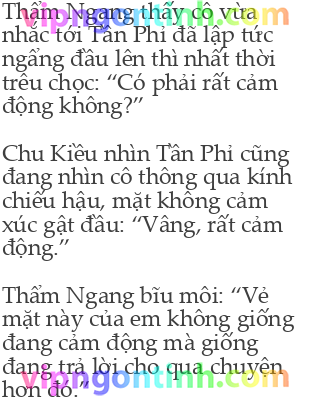 Thẩm Ngang thấy cô vừa
nhắc tới Tần Phỉ đã lập tức
ngẩng đầu lên thì nhất thời
trêu chọc: “Có phải rất cảm
động không?”
Chu Kiều nhìn Tần Phỉ cũng
đang nhìn cô thông qua kính
chiếu hậu, mặt không cảm
xúc gật đầu: “Vâng, rất cảm
động.”
Thẩm Ngang bĩu môi: “Vẻ
mặt này của em không giống
đang cảm động mà giống
đang trả lời cho qua chuyện
hơn đó.”
vipngontinh.com
vipngontinh.com